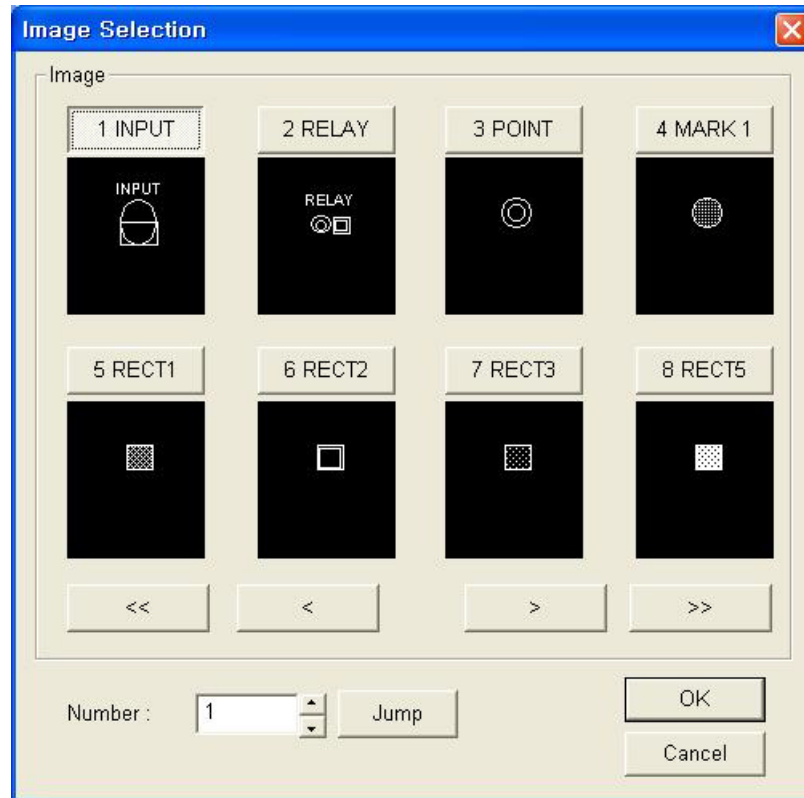 Image Selection
Image
1 INPUT 2 RELAY 3 POINT 4 MARK 1
INPUT RELAY
5 RECT1 6 RECT2 7 RECT3 8 RECT5
<< < > >>
Number : 1 Jump OK
Cancel